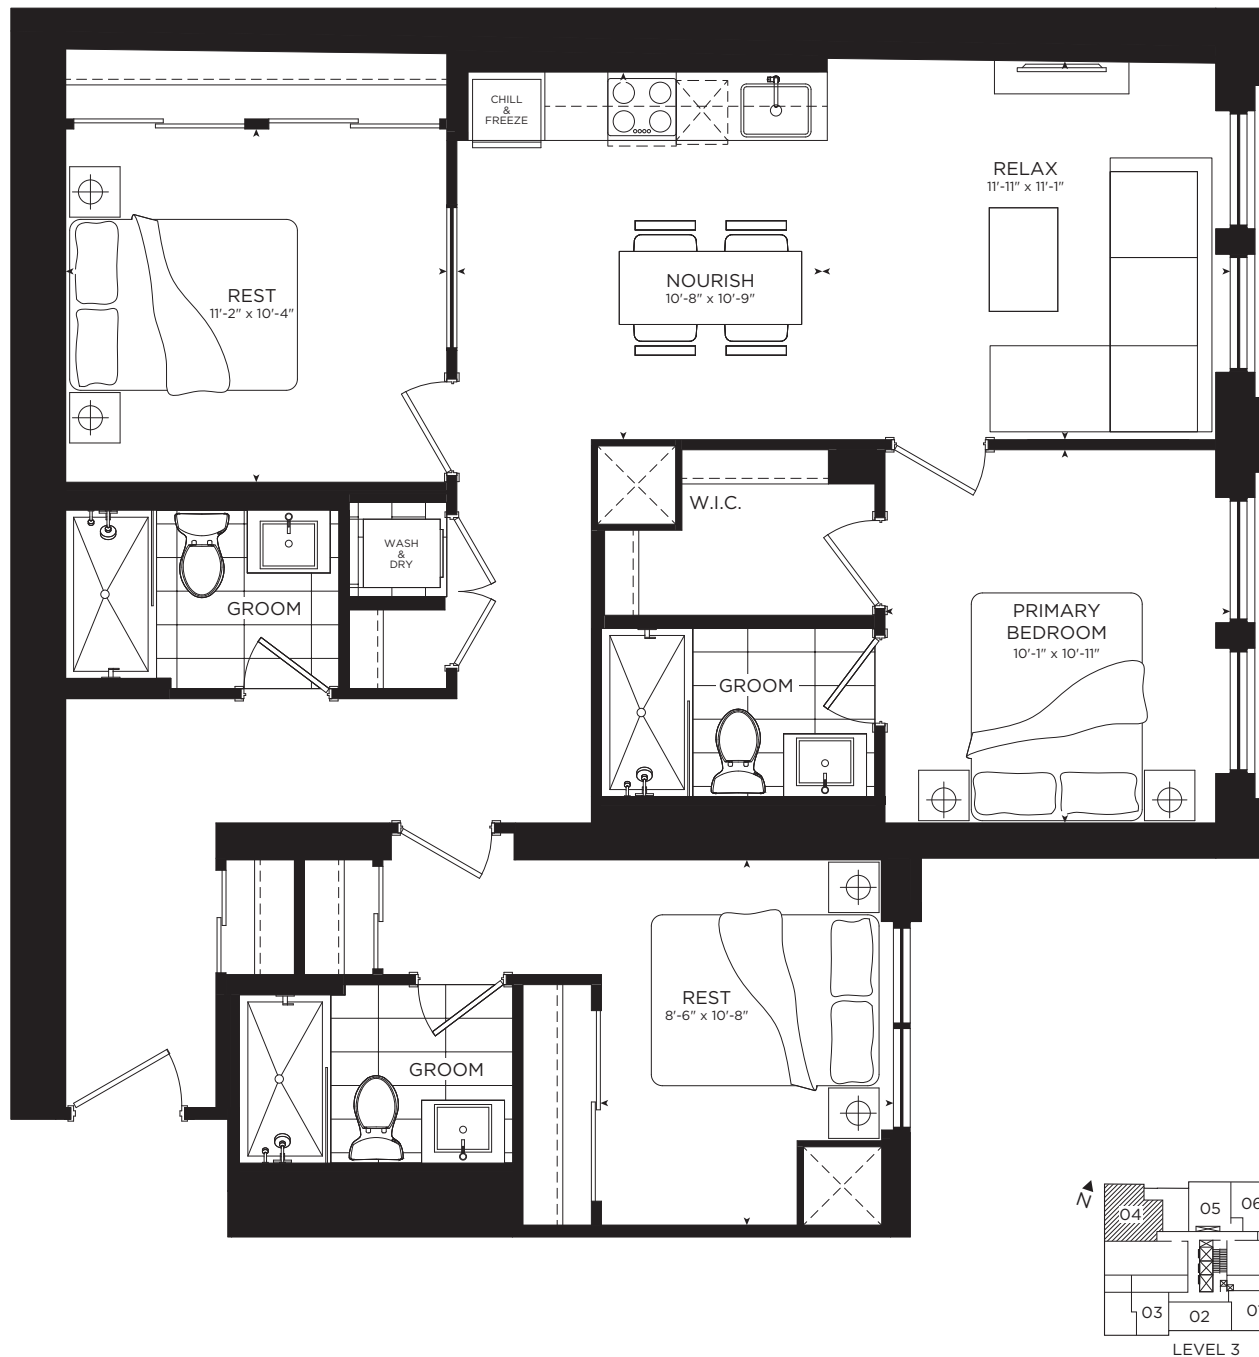 CHILL
&
FREEZE
RELAX
11'-11" x 11'-1"
NOURISH
10'-8" x 10'-9"
REST
11'-2" x 10'-4"
W.I.C.
WASH
&
DRY
GROOM
PRIMARY
BEDROOM
10'-1" x 10'-11"
GROOM
REST
8'-6" x 10'-8"
GROOM
N
04
05
06
03
02
LEVEL 3